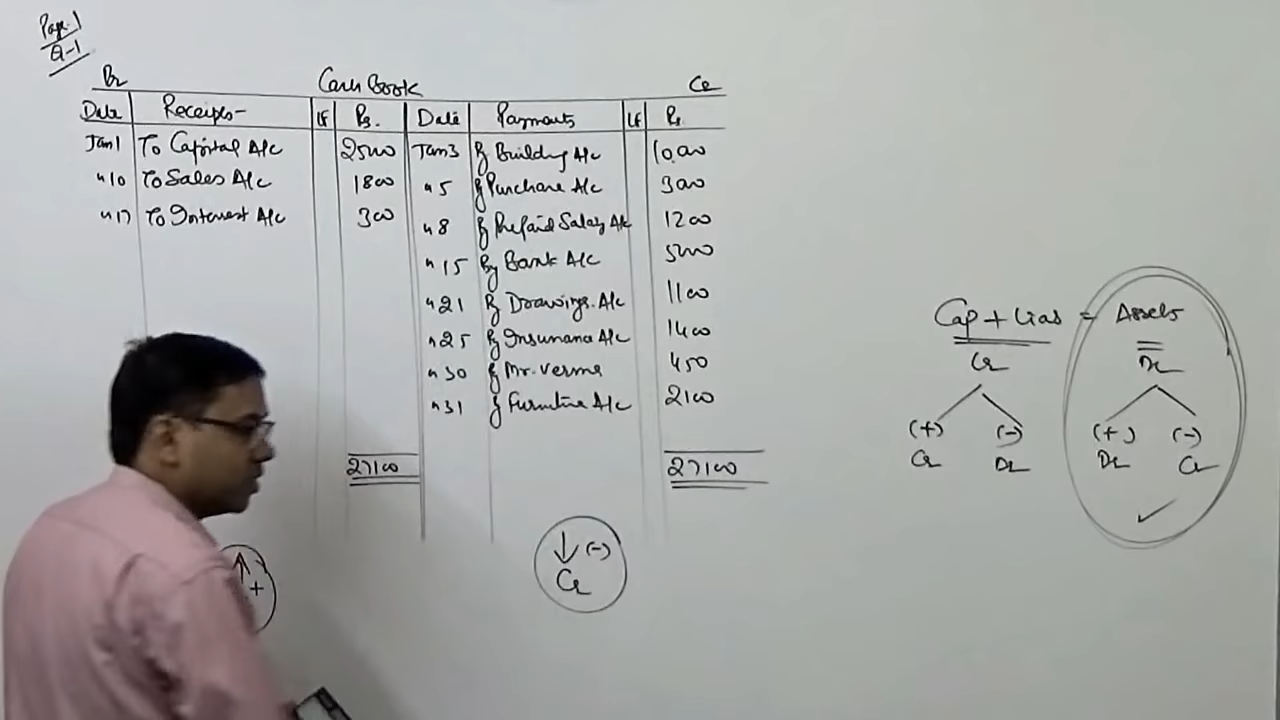 Page-1
Q-1
Dr Cash Book Cr
Date Receipts LF Rs. Date Payments LF Rs.
Jan 1 To Capital A/c 25000 Jan 3 By Building A/c 10,000
" 10 To Sales A/c 1800 " 5 By Purchase A/c 3000
" 17 To Interest A/c 300 " 8 By Prepaid Salary A/c 1200
" 15 By Bank A/c 5000
" 21 By Drawings A/c 1100
" 25 By Insurance A/c 1400
" 30 By Mr. Verma 450
" 31 By Furniture A/c 2100
27100 27100
↑ +
↓ (-)
Cr
Cap + Lias = Assets
Cr Dr
(+) (-) (+) (-)
Cr Dr Dr Cr